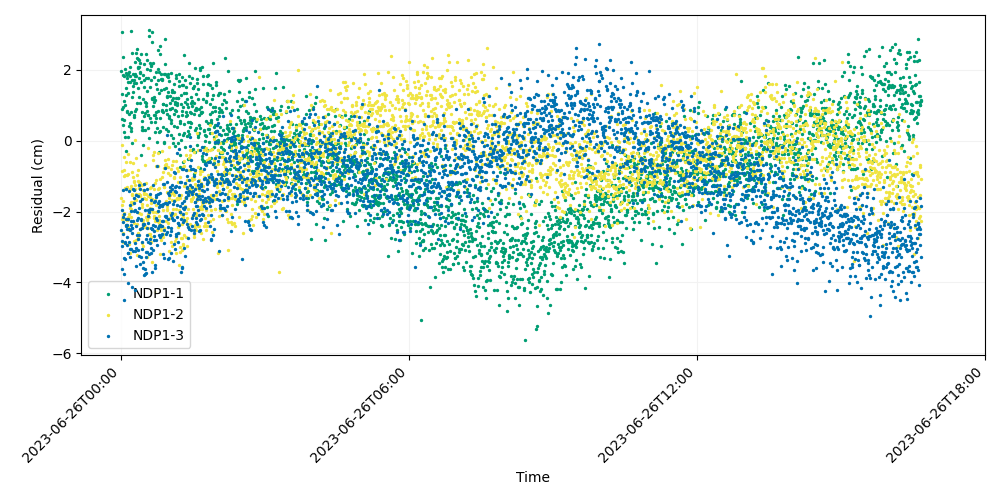 2
0
−2
−4
−6
Residual (cm)
NDP1-1
NDP1-2
NDP1-3
2023-06-26T00:00
2023-06-26T06:00
2023-06-26T12:00
2023-06-26T18:00
Time